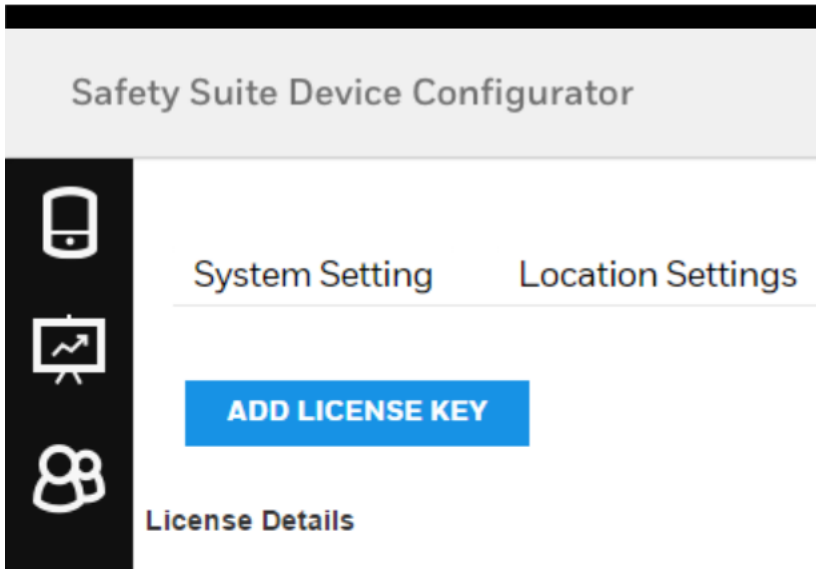 Safety Suite Device Configurator
System Setting Location Settings
ADD LICENSE KEY
License Details